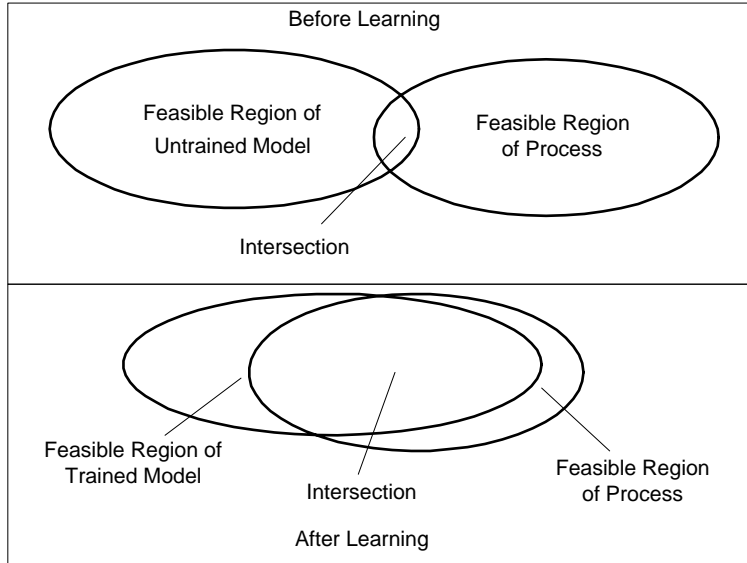 Before Learning
Feasible Region of
Untrained Model
Feasible Region
of Process
Intersection
Feasible Region of
Trained Model
Intersection
Feasible Region
of Process
After Learning